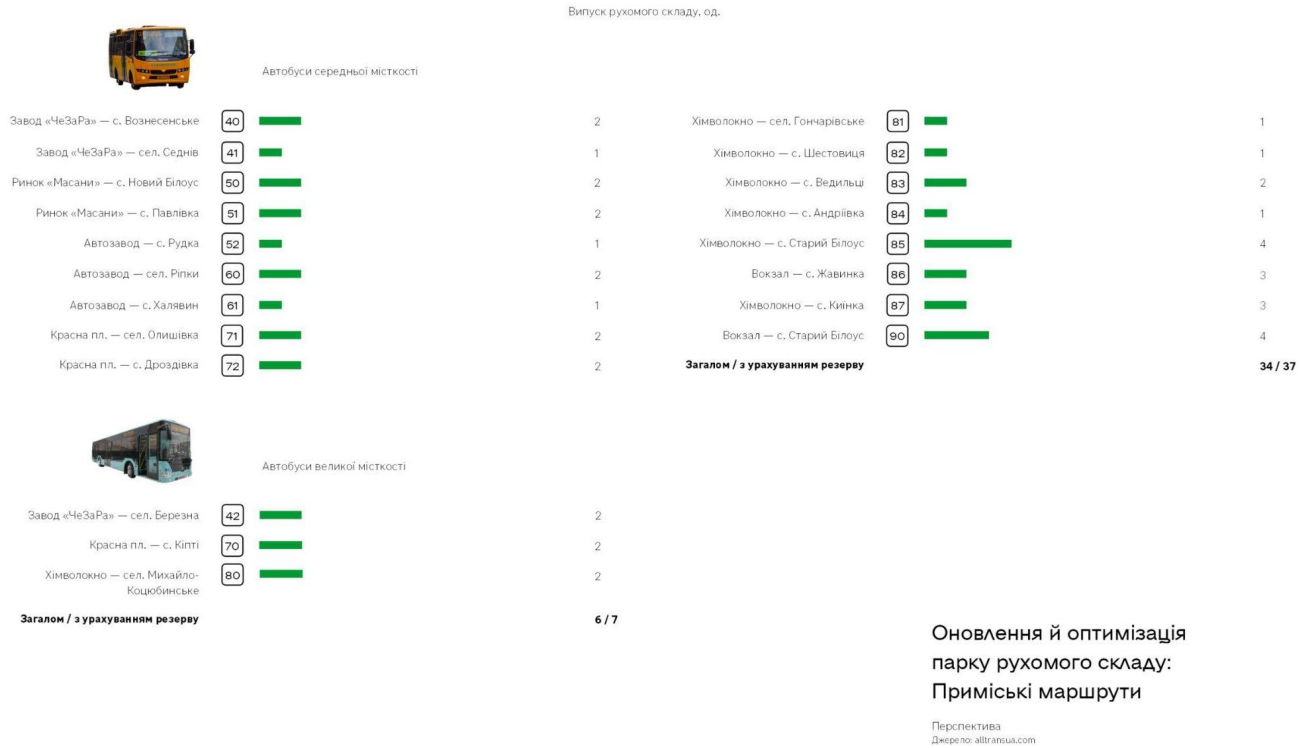 Випуск рухомого складу, од.
Автобуси середньої місткості
Завод «ЧеЗаРа» — с. Вознесенське 40 2
Завод «ЧеЗаРа» — сел. Седнів 41 1
Ринок «Масани» — с. Новий Білоус 50 2
Ринок «Масани» — с. Павлівка 51 2
Автозавод — с. Рудка 52 1
Автозавод — сел. Ріпки 60 2
Автозавод — с. Халявин 61 1
Красна пл. — сел. Олишівка 71 2
Красна пл. — с. Дроздівка 72 2
Хімволокно — сел. Гончарівське 81 1
Хімволокно — с. Шестовиця 82 1
Хімволокно — с. Ведильці 83 2
Хімволокно — с. Андріївка 84 1
Хімволокно — с. Старий Білоус 85 4
Вокзал — с. Жавинка 86 3
Хімволокно — с. Киїнка 87 3
Вокзал — с. Старий Білоус 90 4
Загалом / з урахуванням резерву 34 / 37
Автобуси великої місткості
Завод «ЧеЗаРа» — сел. Березна 42 2
Красна пл. — с. Кіпті 70 2
Хімволокно — сел. Михайло- 80 2
Коцюбинське
Загалом / з урахуванням резерву 6 / 7
Оновлення й оптимізація
парку рухомого складу:
Приміські маршрути
Перспектива
Джерело: alltransua.com